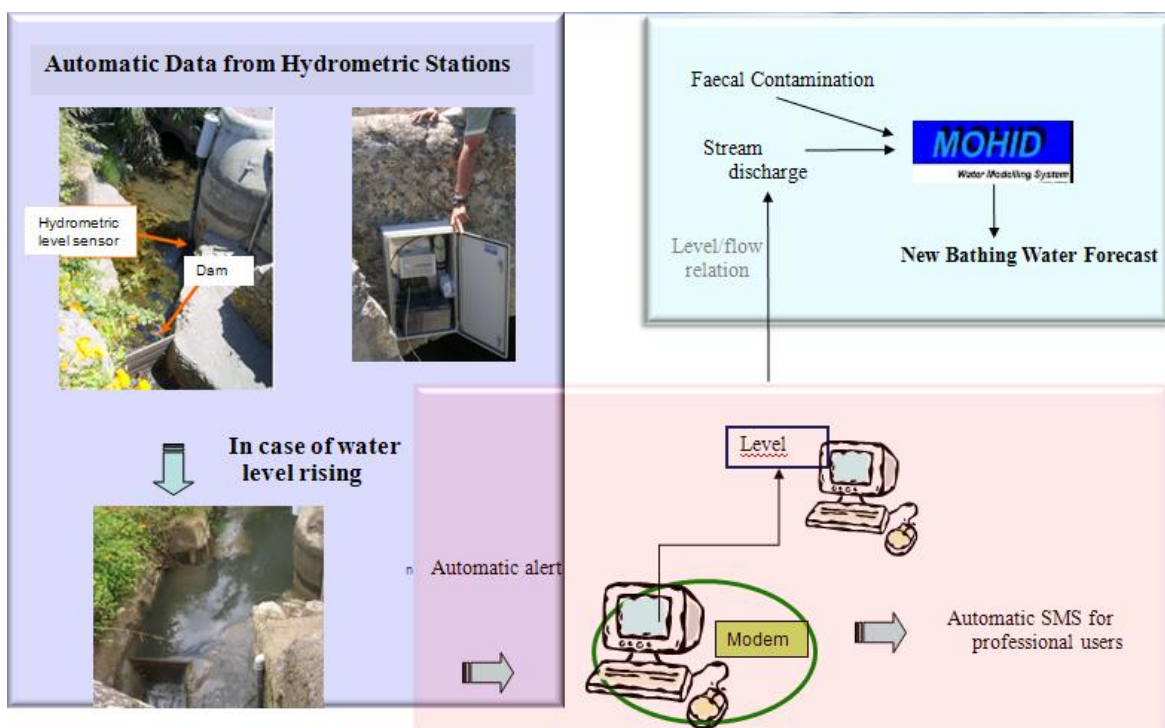 Automatic Data from Hydrometric Stations
Hydrometric
level sensor
Dam
In case of water
level rising
n Automatic alert
Faecal Contamination
Stream
discharge
MOHID
Water Modelling System
Level/flow
relation
New Bathing Water Forecast
Level
Modem
Automatic SMS for
professional users